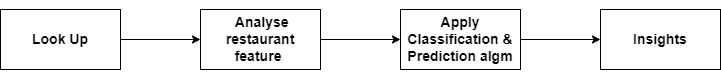 Look Up
Analyse
restaurant
feature
Apply
Classification &
Prediction algm
Insights